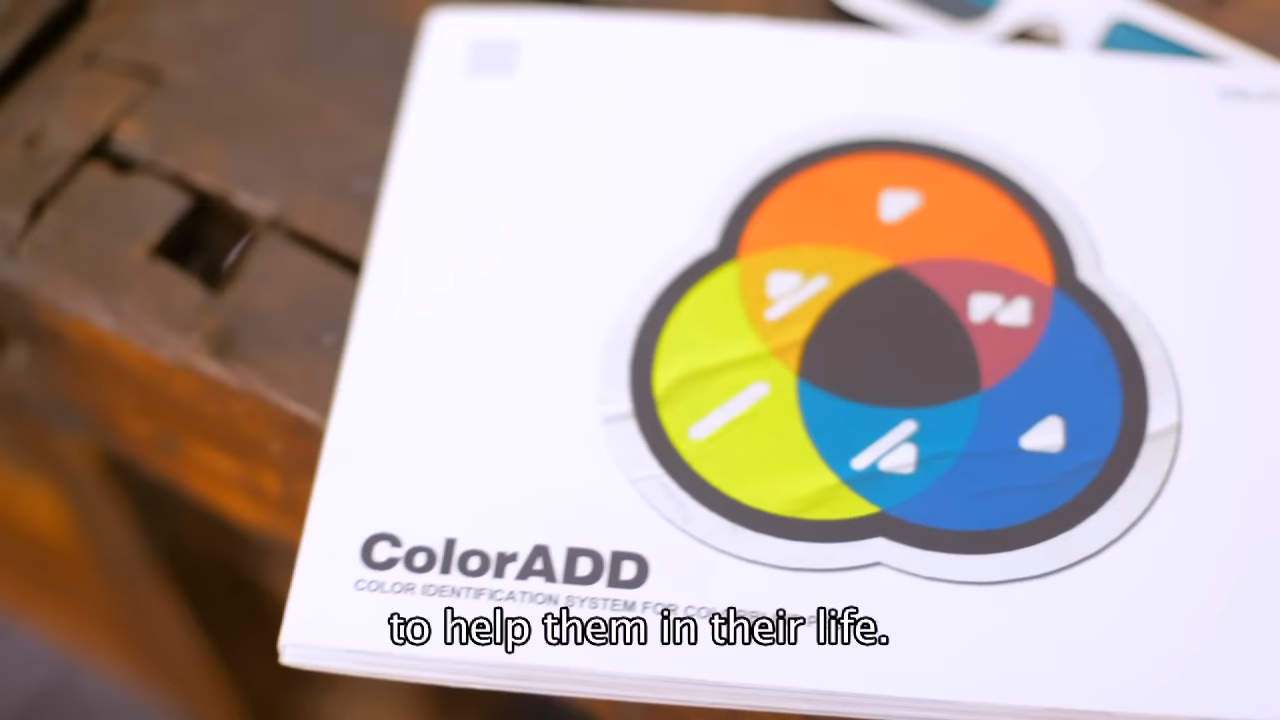 ColorADD
COLOR IDENTIFICATION SYSTEM FOR
to help them in their life.